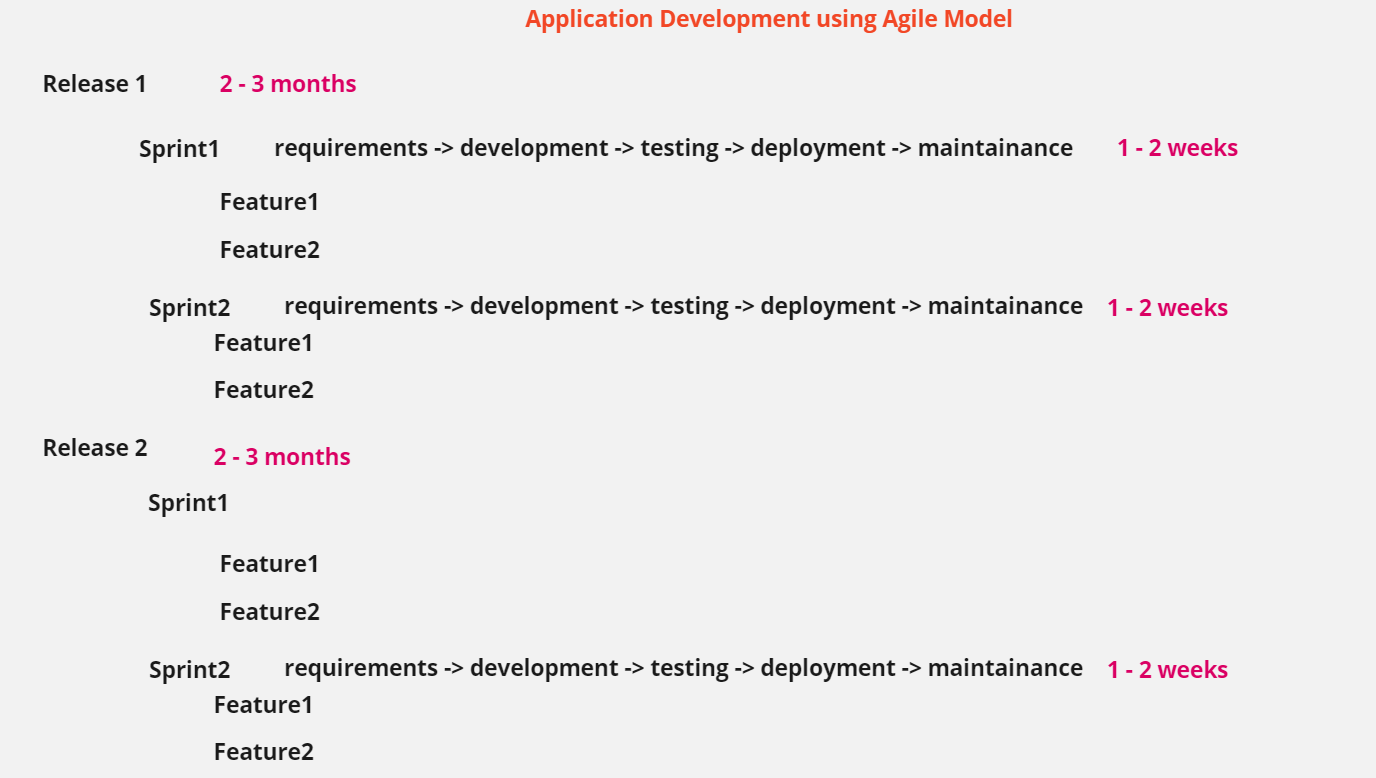 Application Development using Agile Model
Release 1 2 - 3 months
Sprint1 requirements -> development -> testing -> deployment -> maintainance 1 - 2 weeks
Feature1
Feature2
Sprint2 requirements -> development -> testing -> deployment -> maintainance 1 - 2 weeks
Feature1
Feature2
Release 2 2 - 3 months
Sprint1
Feature1
Feature2
Sprint2 requirements -> development -> testing -> deployment -> maintainance 1 - 2 weeks
Feature1
Feature2